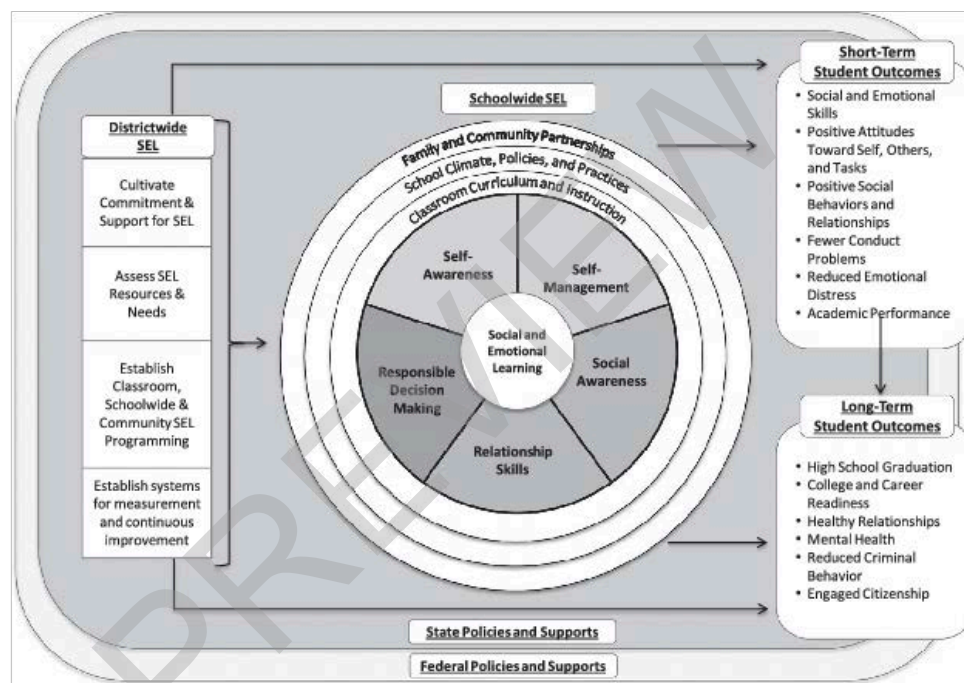 Districtwide
SEL
Cultivate
Commitment &
Support for SEL
Assess SEL
Resources &
Needs
Establish
Classroom,
Schoolwide &
Community SEL
Programming
Establish systems
for measurement
and continuous
improvement
Schoolwide SEL
Family and Community Partnerships
School Climate, Policies, and Practices
Classroom Curriculum and Instruction
Self-
Awareness
Self-
Management
Social and
Emotional
Learning
Social
Awareness
Responsible
Decision
Making
Relationship
Skills
Short-Term
Student Outcomes
• Social and Emotional
Skills
• Positive Attitudes
Toward Self, Others,
and Tasks
• Positive Social
Behaviors and
Relationships
• Fewer Conduct
Problems
• Reduced Emotional
Distress
• Academic Performance
Long-Term
Student Outcomes
• High School Graduation
• College and Career
Readiness
• Healthy Relationships
• Mental Health
• Reduced Criminal
Behavior
• Engaged Citizenship
State Policies and Supports
Federal Policies and Supports
PREVIEW